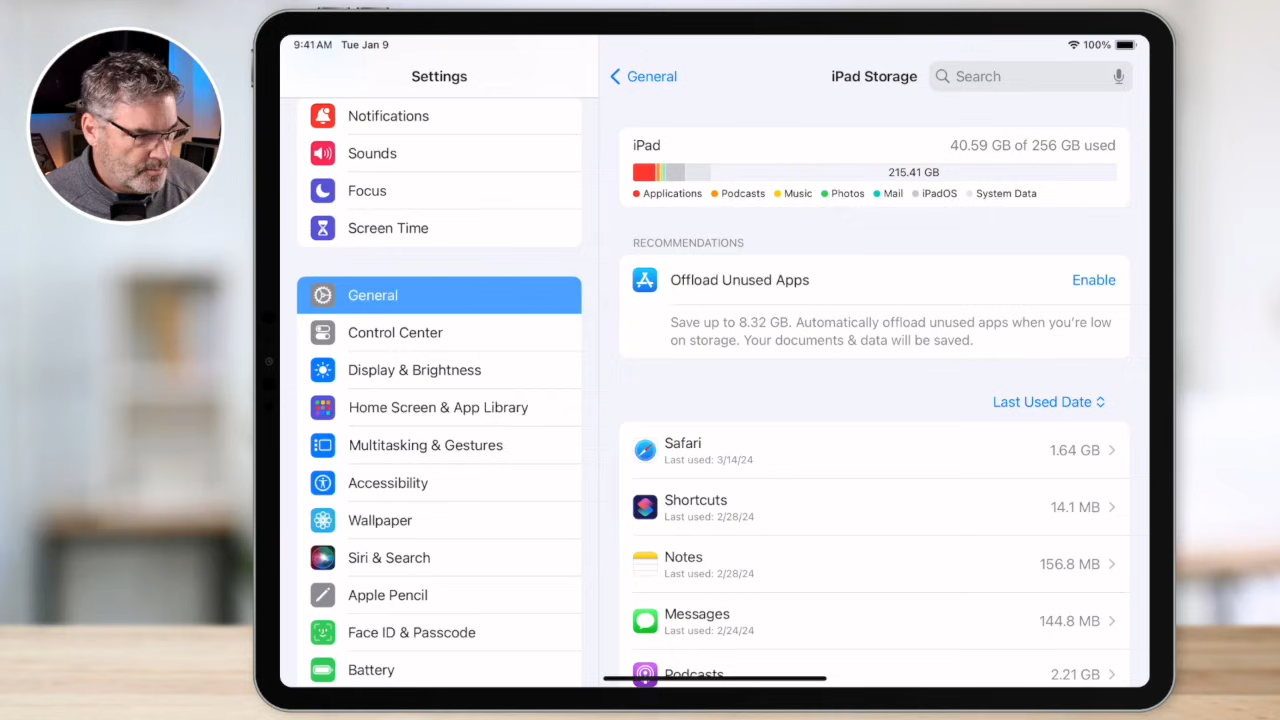 9:41 AM Tue Jan 9
100%
Settings
General
iPad Storage
Search
Notifications
Sounds
Focus
Screen Time
General
Control Center
Display & Brightness
Home Screen & App Library
Multitasking & Gestures
Accessibility
Wallpaper
Siri & Search
Apple Pencil
Face ID & Passcode
Battery
iPad
40.59 GB of 256 GB used
215.41 GB
Applications Podcasts Music Photos Mail iPadOS System Data
RECOMMENDATIONS
Offload Unused Apps
Enable
Save up to 8.32 GB. Automatically offload unused apps when you're low
on storage. Your documents & data will be saved.
Last Used Date
Safari
Last used: 3/14/24
1.64 GB
Shortcuts
Last used: 2/28/24
14.1 MB
Notes
Last used: 2/28/24
156.8 MB
Messages
Last used: 2/24/24
144.8 MB
Podcasts
2.21 GB